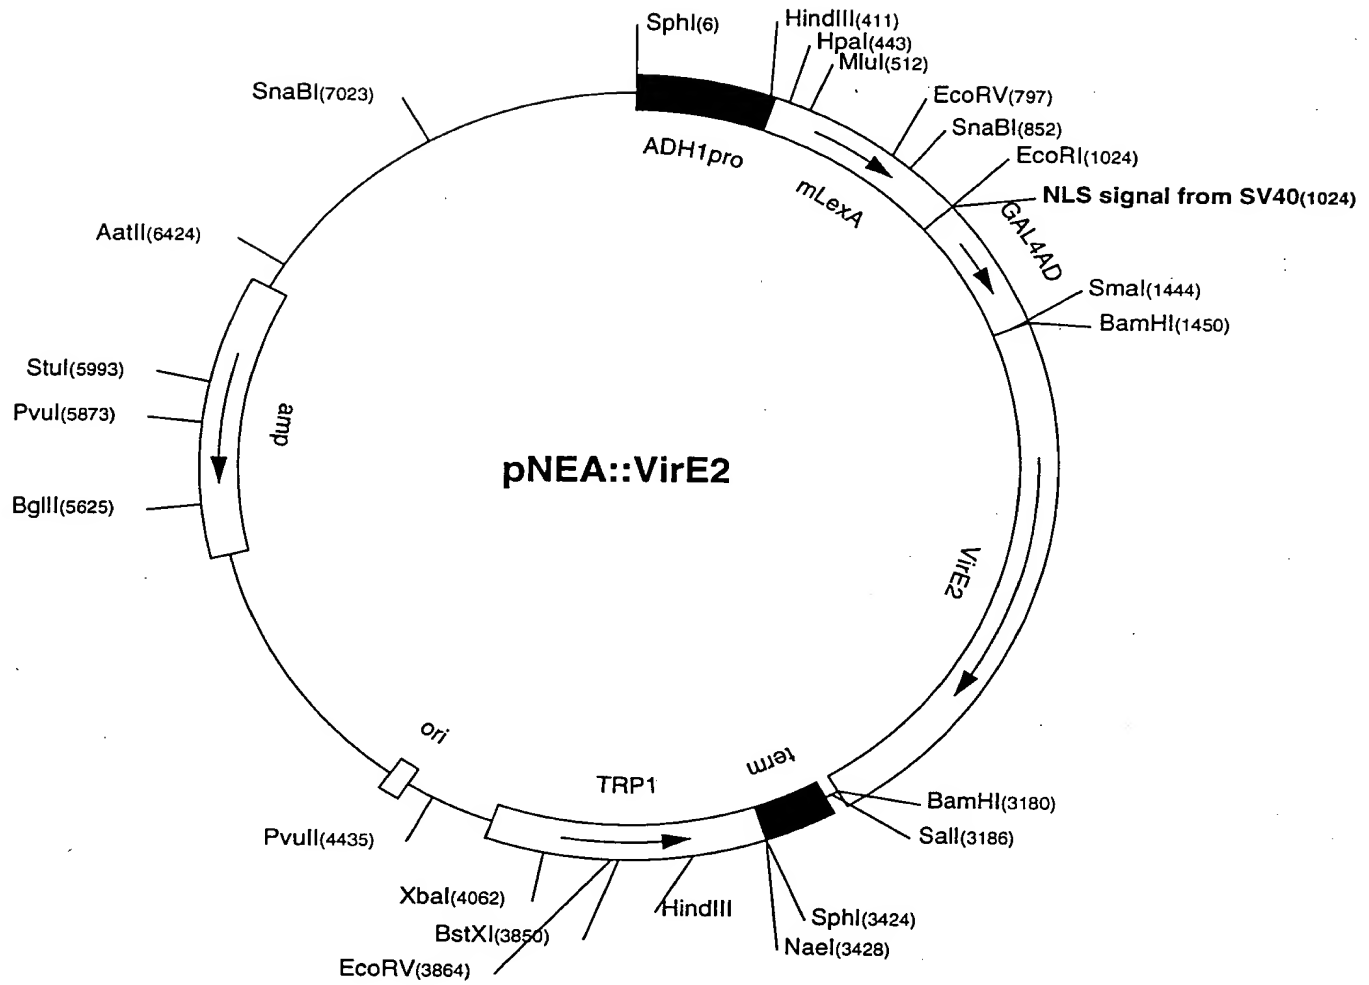 SphI(6)
HindIII(411)
HpaI(443)
MluI(512)
EcoRV(797)
SnaBI(852)
EcoRI(1024)
NLS signal from SV40(1024)
SmaI(1444)
BamHI(1450)
BamHI(3180)
SalI(3186)
SphI(3424)
NaeI(3428)
HindIII
EcoRV(3864)
BstXI(3850)
XbaI(4062)
PvuII(4435)
BglII(5625)
PvuI(5873)
StuI(5993)
AatII(6424)
SnaBI(7023)
ADH1pro
mLexA
GAL4AD
VirE2
term
TRP1
ori
amp
pNEA::VirE2